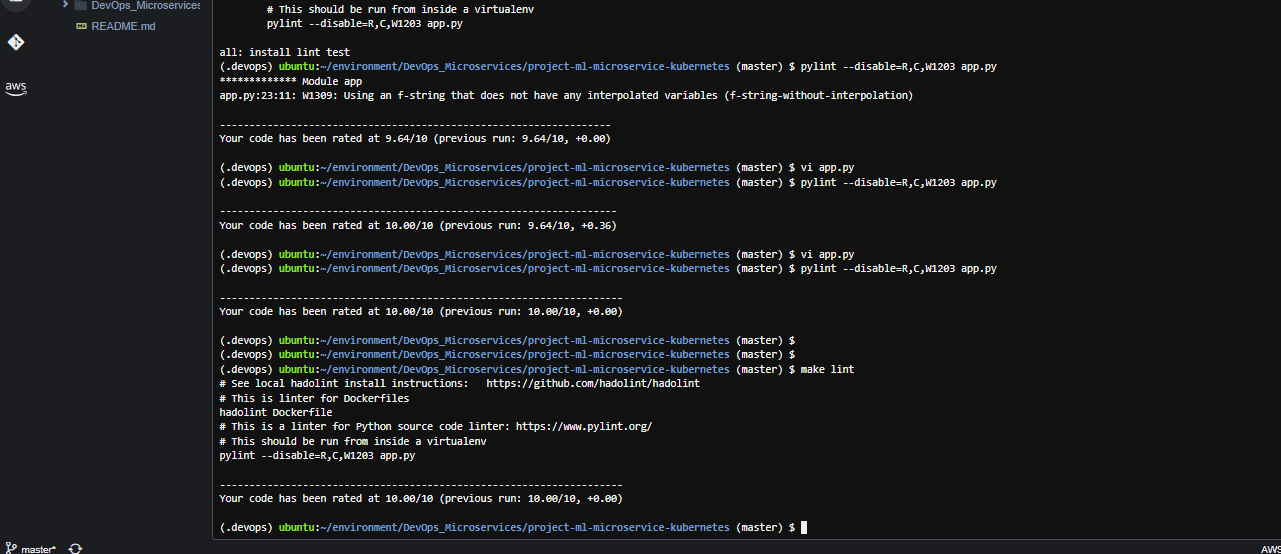 DevOps_Microservices
README.md
aws
# This should be run from inside a virtualenv
pylint --disable=R,C,W1203 app.py
all: install lint test
(.devops) ubuntu:~/environment/DevOps_Microservices/project-ml-microservice-kubernetes (master) $ pylint --disable=R,C,W1203 app.py
************* Module app
app.py:23:11: W1309: Using an f-string that does not have any interpolated variables (f-string-without-interpolation)
------------------------------------------------------------------
Your code has been rated at 9.64/10 (previous run: 9.64/10, +0.00)
(.devops) ubuntu:~/environment/DevOps_Microservices/project-ml-microservice-kubernetes (master) $ vi app.py
(.devops) ubuntu:~/environment/DevOps_Microservices/project-ml-microservice-kubernetes (master) $ pylint --disable=R,C,W1203 app.py
-------------------------------------------------------------------
Your code has been rated at 10.00/10 (previous run: 9.64/10, +0.36)
(.devops) ubuntu:~/environment/DevOps_Microservices/project-ml-microservice-kubernetes (master) $ vi app.py
(.devops) ubuntu:~/environment/DevOps_Microservices/project-ml-microservice-kubernetes (master) $ pylint --disable=R,C,W1203 app.py
--------------------------------------------------------------------
Your code has been rated at 10.00/10 (previous run: 10.00/10, +0.00)
(.devops) ubuntu:~/environment/DevOps_Microservices/project-ml-microservice-kubernetes (master) $
(.devops) ubuntu:~/environment/DevOps_Microservices/project-ml-microservice-kubernetes (master) $
(.devops) ubuntu:~/environment/DevOps_Microservices/project-ml-microservice-kubernetes (master) $ make lint
# See local hadolint install instructions:   https://github.com/hadolint/hadolint
# This is linter for Dockerfiles
hadolint Dockerfile
# This is a linter for Python source code linter: https://www.pylint.org/
# This should be run from inside a virtualenv
pylint --disable=R,C,W1203 app.py
--------------------------------------------------------------------
Your code has been rated at 10.00/10 (previous run: 10.00/10, +0.00)
(.devops) ubuntu:~/environment/DevOps_Microservices/project-ml-microservice-kubernetes (master) $
master*
AWS